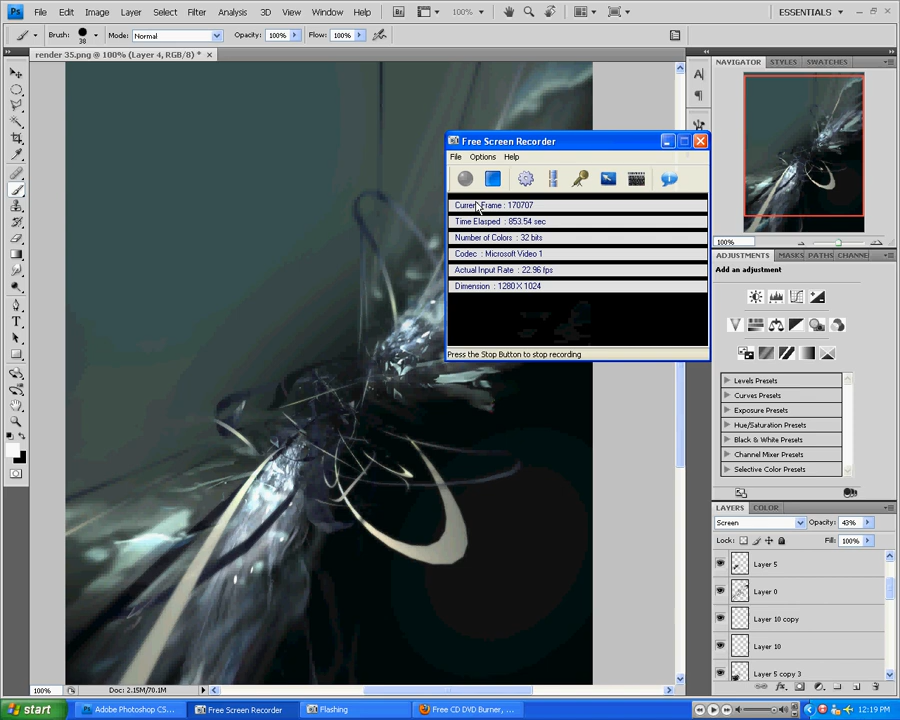 Ps File Edit Image Layer Select Filter Analysis 3D View Window Help Br 100% ESSENTIALS
Brush: 38 Mode: Normal Opacity: 100% Flow: 100%
render 35.png @ 100% (Layer 4, RGB/8) * ×
NAVIGATOR STYLES SWATCHES
Free Screen Recorder
File Options Help
Current Frame : 170707
Time Elasped : 853.54 sec
Number of Colors : 32 bits
Codec : Microsoft Video 1
Actual Input Rate : 22.96 fps
Dimension : 1280 X 1024
Press the Stop Button to stop recording
100%
ADJUSTMENTS MASKS PATHS CHANNE
Add an adjustment
Levels Presets
Curves Presets
Exposure Presets
Hue/Saturation Presets
Black & White Presets
Channel Mixer Presets
Selective Color Presets
LAYERS COLOR
Screen Opacity: 43%
Lock: Fill: 100%
Layer 5
Layer 0
Layer 10 copy
Layer 10
Layer 5 copy 3
100% Doc: 2.15M/70.1M
start Adobe Photoshop CS... Free Screen Recorder Flashing Free CD DVD Burner, ... 12:19 PM